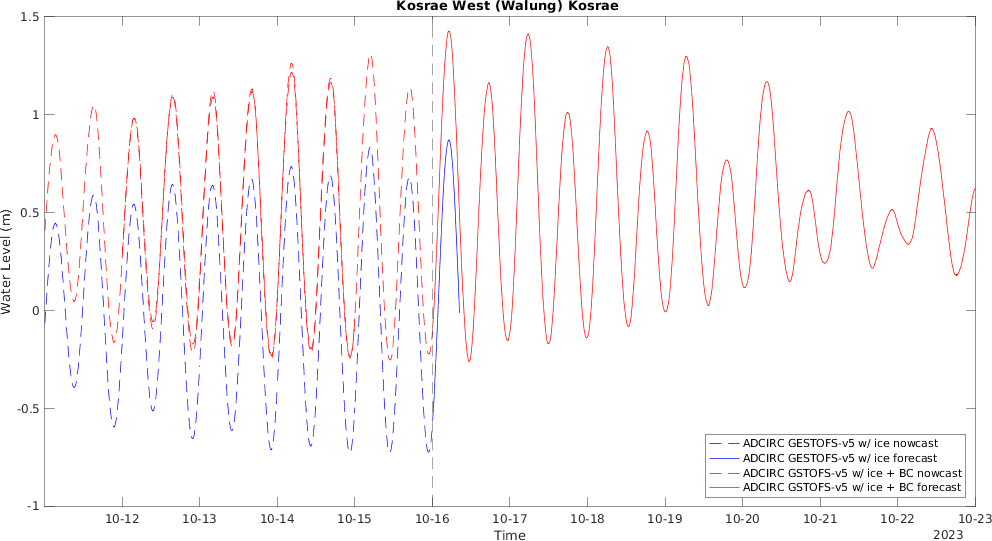 Kosrae West (Walung) Kosrae
1.5
1
0.5
0
-0.5
-1
Water Level (m)
10-12 10-13 10-14 10-15 10-16 10-17 10-18 10-19 10-20 10-21 10-22 10-23
Time
2023
ADCIRC GESTOFS-v5 w/ ice nowcast
ADCIRC GESTOFS-v5 w/ ice forecast
ADCIRC GSTOFS-v5 w/ ice + BC nowcast
ADCIRC GSTOFS-v5 w/ ice + BC forecast